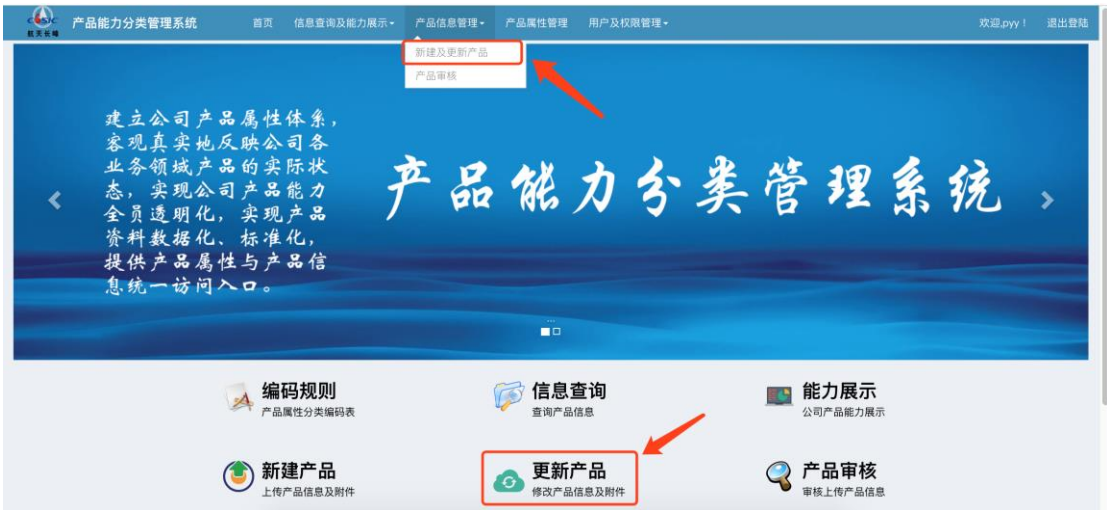 CASIC
航天长峰
产品能力分类管理系统 首页 信息查询及能力展示 产品信息管理 产品属性管理 用户及权限管理 欢迎,pyy！ 退出登陆
新建及更新产品
产品审核
建立公司产品属性体系，
客观真实地反映公司各
业务领域产品的实际状
态，实现公司产品能力
全员透明化，实现产品
资料数据化、标准化，
提供产品属性与产品信
息统一访问入口。
产品能力分类管理系统
...
编码规则
产品属性分类编码表
信息查询
查询产品信息
能力展示
公司产品能力展示
新建产品
上传产品信息及附件
更新产品
修改产品信息及附件
产品审核
审核上传产品信息